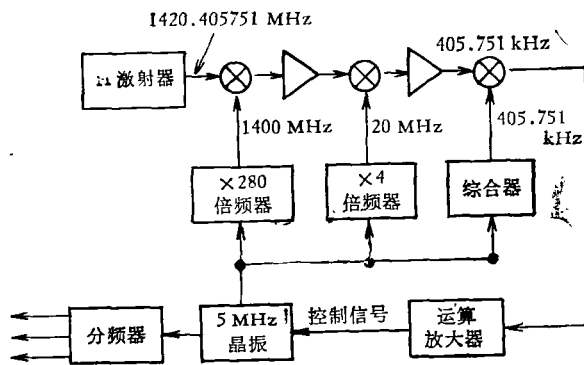 1420.405751 MHz
激射器
405.751 kHz
1400 MHz
20 MHz
405.751
kHz
×280
倍频器
×4
倍频器
综合器
分频器
5 MHz
晶振
控制信号
运算
放大器